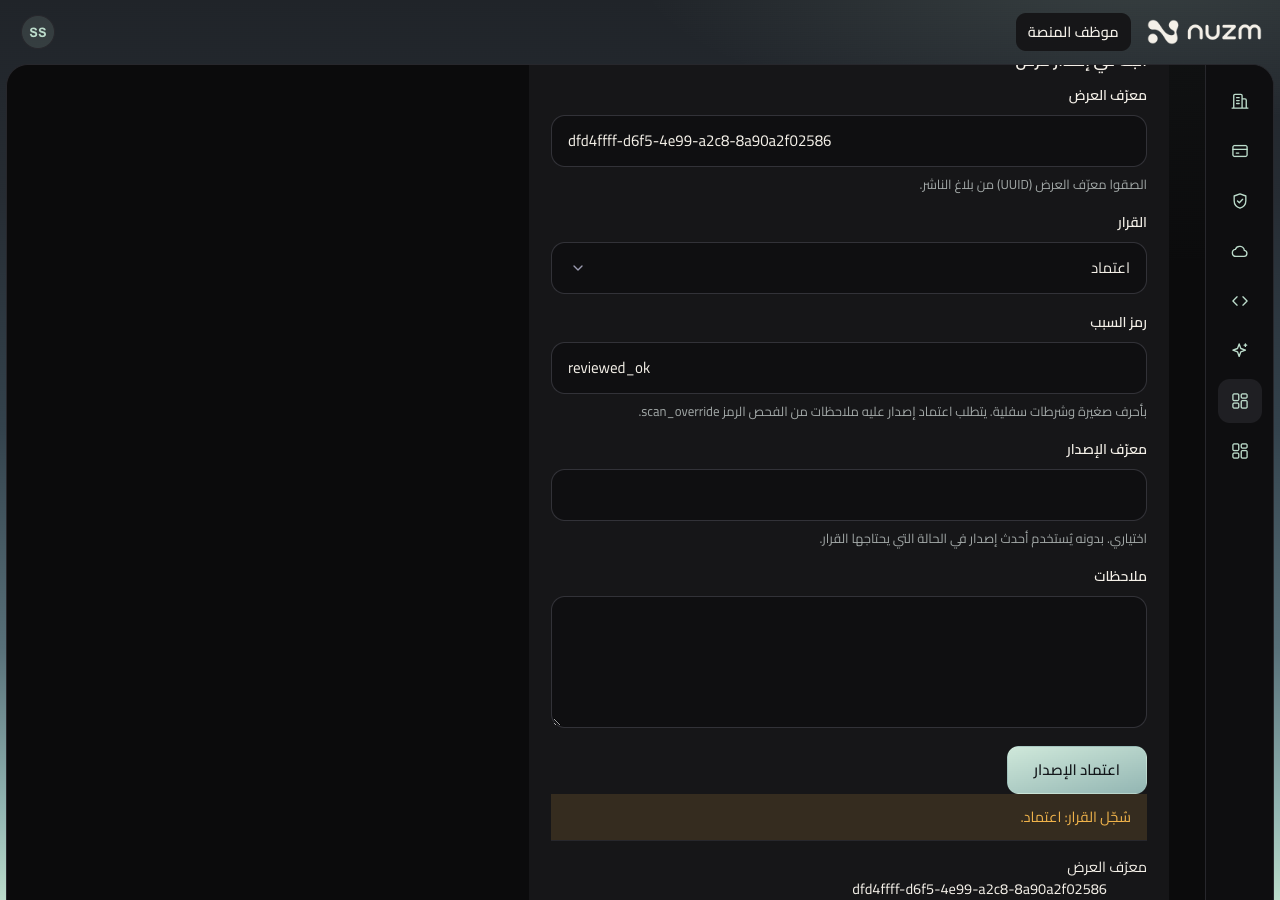 nuzm
موظف المنصة
SS
معرّف العرض
dfd4ffff-d6f5-4e99-a2c8-8a90a2f02586
الصقوا معرّف العرض (UUID) من بلاغ الناشر.
القرار
اعتماد
رمز السبب
reviewed_ok
بأحرف صغيرة وشرطات سفلية. يتطلب اعتماد إصدار عليه ملاحظات من الفحص الرمز scan_override.
معرّف الإصدار
اختياري. بدونه يُستخدم أحدث إصدار في الحالة التي يحتاجها القرار.
ملاحظات
اعتماد الإصدار
سُجّل القرار: اعتماد.
معرّف العرض
dfd4ffff-d6f5-4e99-a2c8-8a90a2f02586